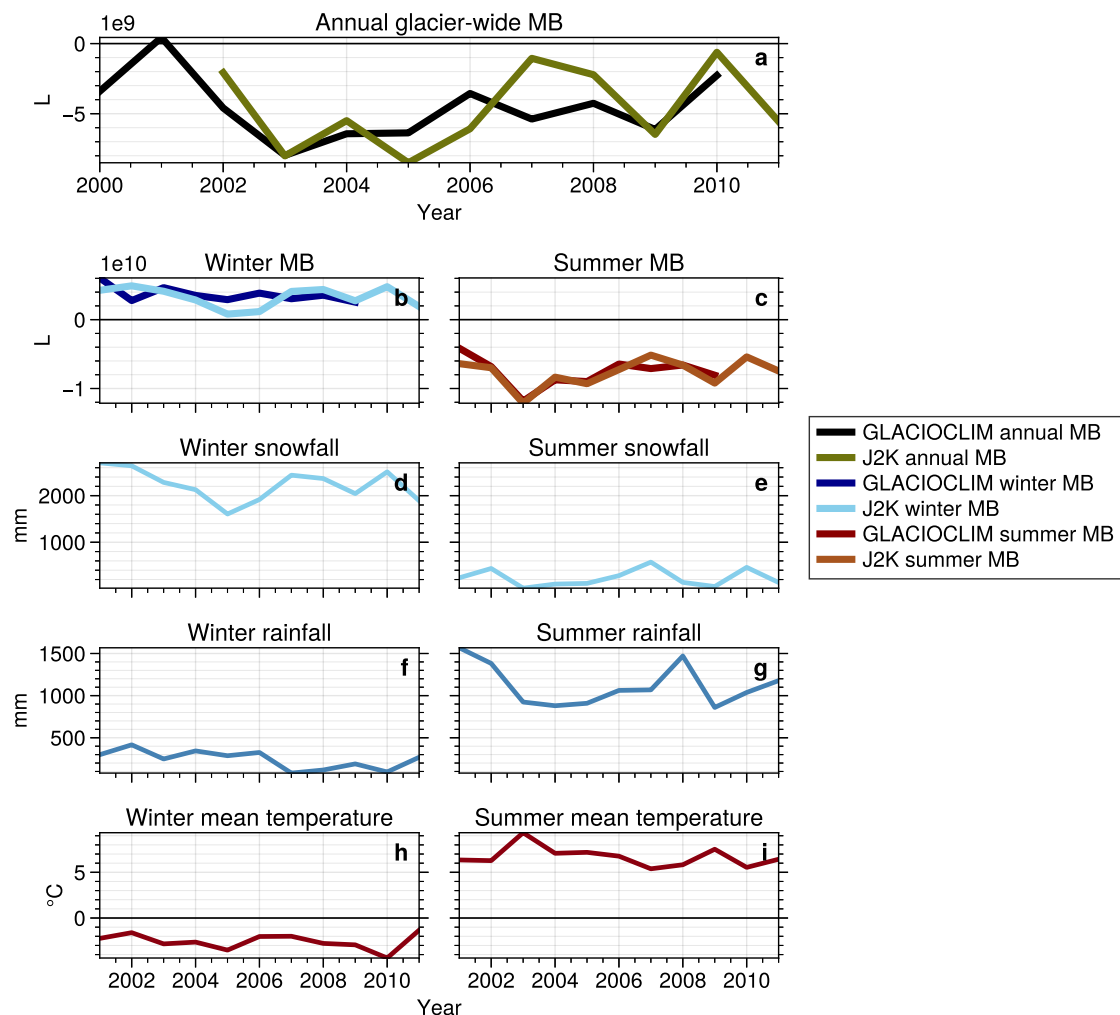 1e9
Annual glacier-wide MB
a
0
−5
L
2000 2002 2004 2006 2008 2010
Year
1e10
Winter MB
b
0
−1
L
Summer MB
c
Winter snowfall
d
2000
1000
mm
Summer snowfall
e
GLACIOCLIM annual MB
J2K annual MB
GLACIOCLIM winter MB
J2K winter MB
GLACIOCLIM summer MB
J2K summer MB
Winter rainfall
f
1500
1000
500
mm
Summer rainfall
g
Winter mean temperature
h
5
0
°C
2002 2004 2006 2008 2010
Summer mean temperature
i
2002 2004 2006 2008 2010
Year